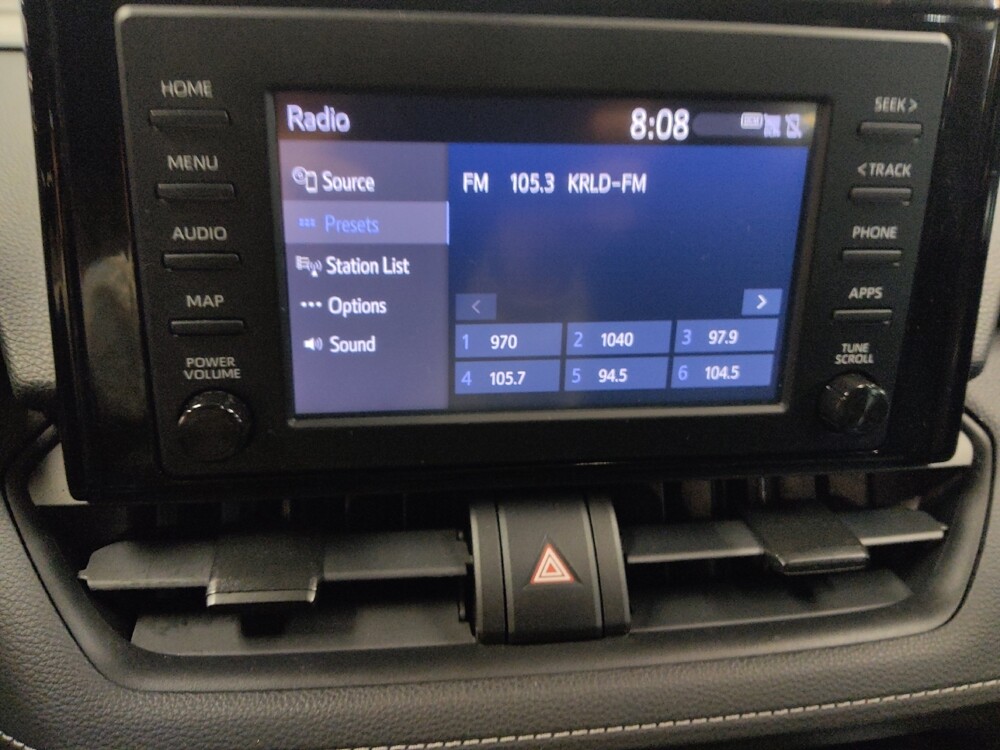 HOME
MENU
AUDIO
MAP
POWER
VOLUME
Radio
8:08
Source
Presets
Station List
Options
Sound
FM 105.3 KRLD-FM
<
>
1 970
2 1040
3 97.9
4 105.7
5 94.5
6 104.5
SEEK >
< TRACK
PHONE
APPS
TUNE
SCROLL